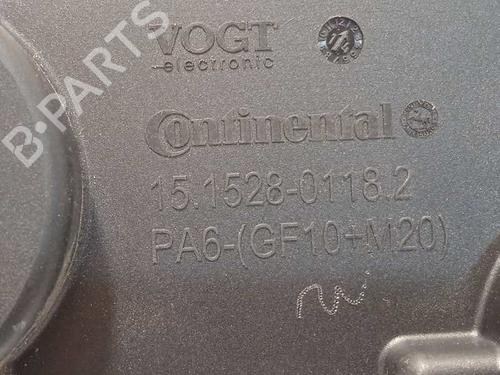 VOGT
electronic
Continental
15.1528-0118.2
PA6-(GF10+M20)
B-PARTS